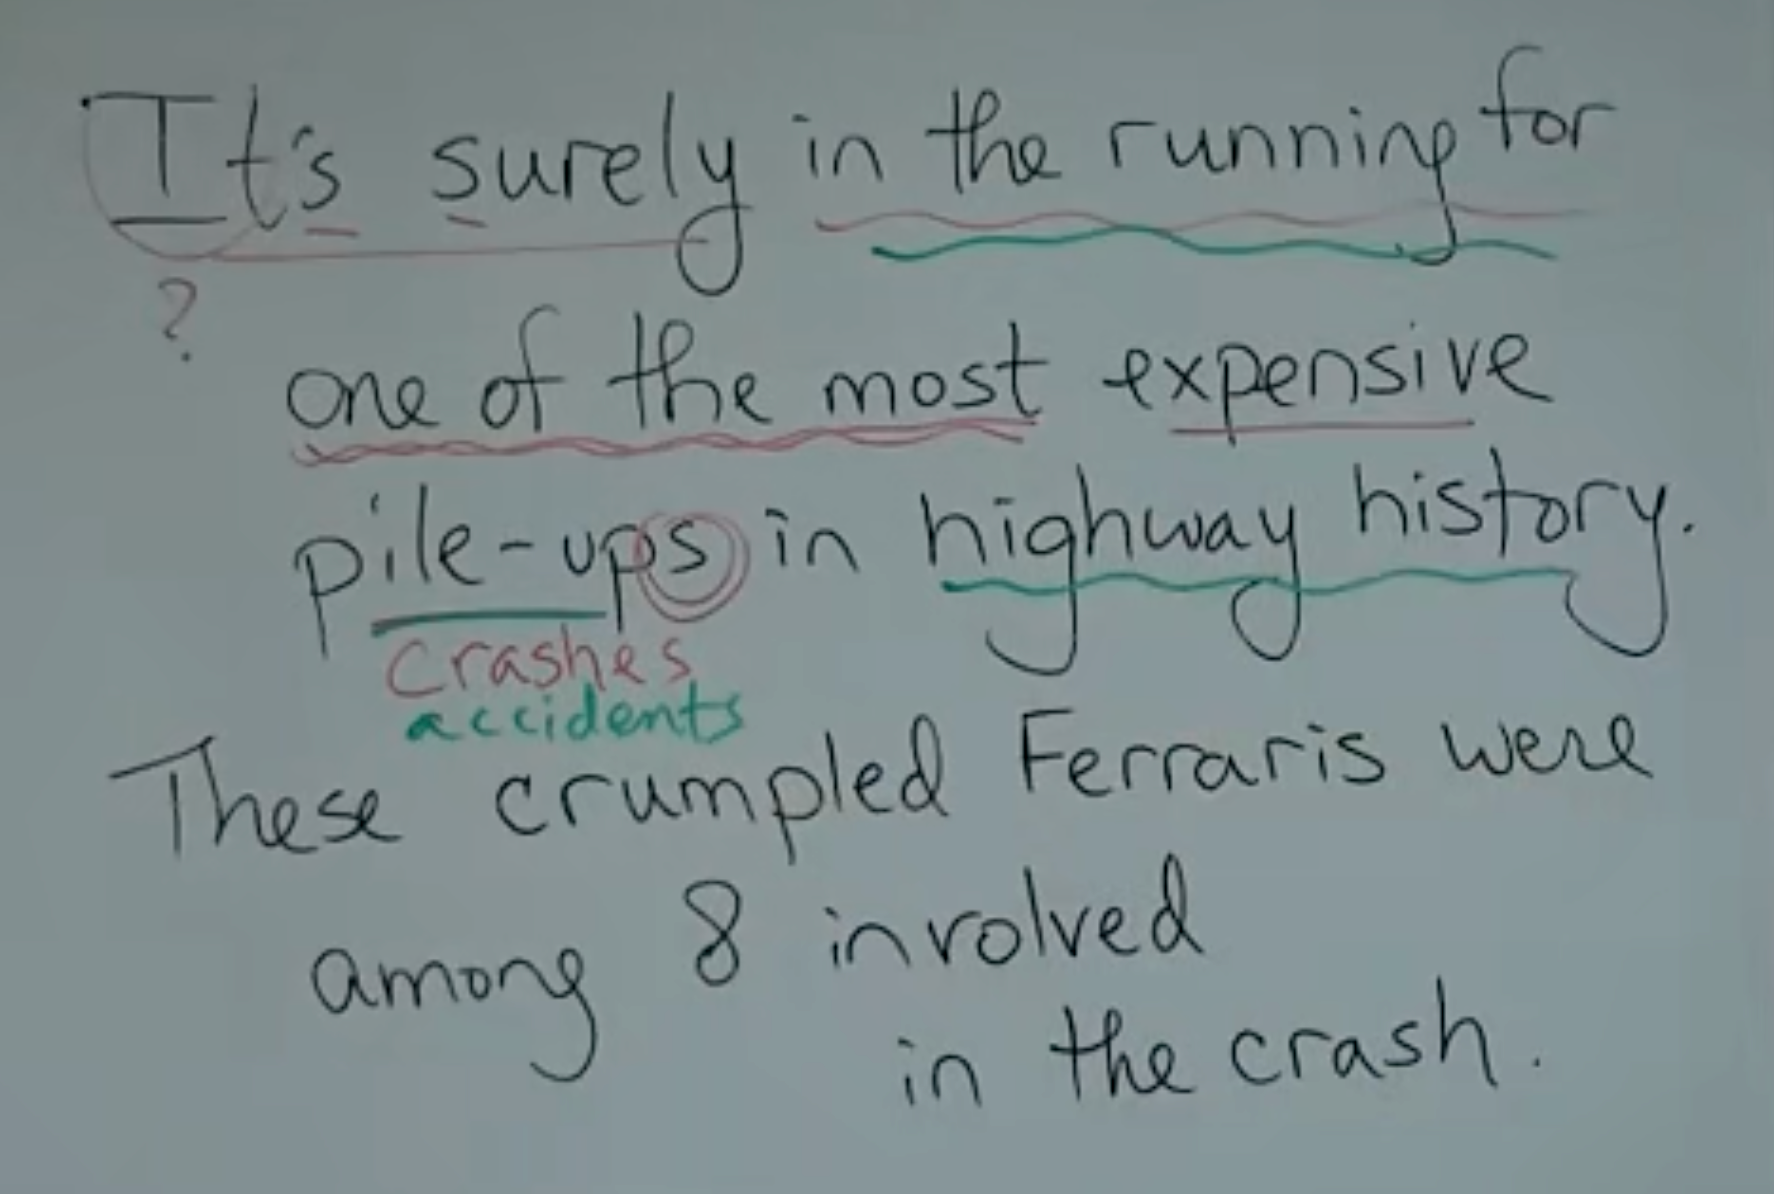 It's surely in the running for
?
one of the most expensive
pile-ups in highway history.
crashes
accidents
These crumpled Ferraris were
among 8 involved
in the crash.